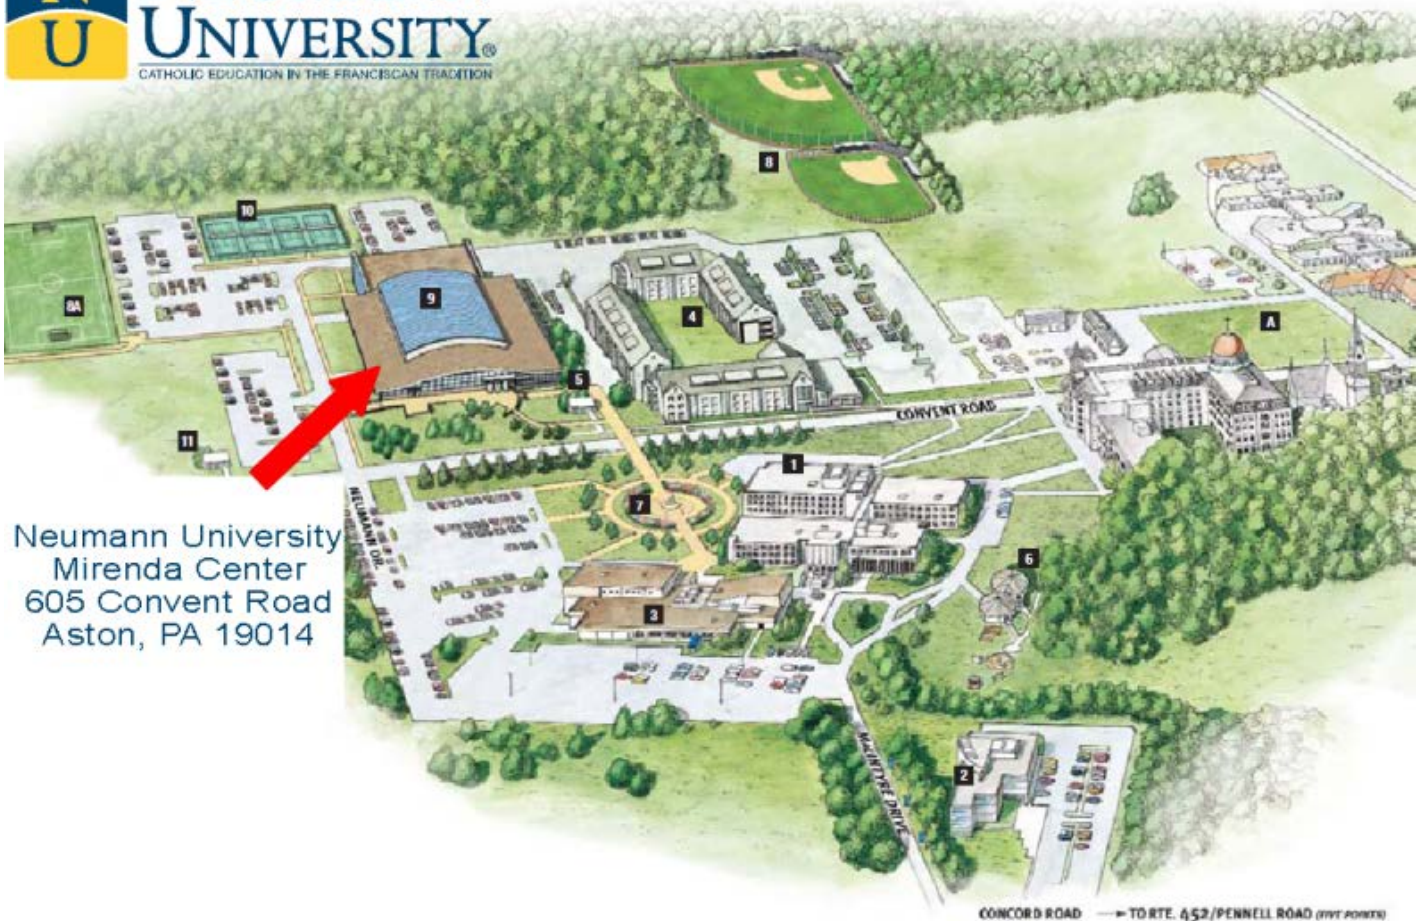 N
U
UNIVERSITY®
CATHOLIC EDUCATION IN THE FRANCISCAN TRADITION
8
10
8A
9
4
A
5
CONVENT ROAD
11
1
7
NEUMANN DR.
6
Neumann University
Mirenda Center
605 Convent Road
Aston, PA 19014
3
MACINTYRE DRIVE
2
CONCORD ROAD TO RTE. 452/PENNELL ROAD (FIVE POINTS)